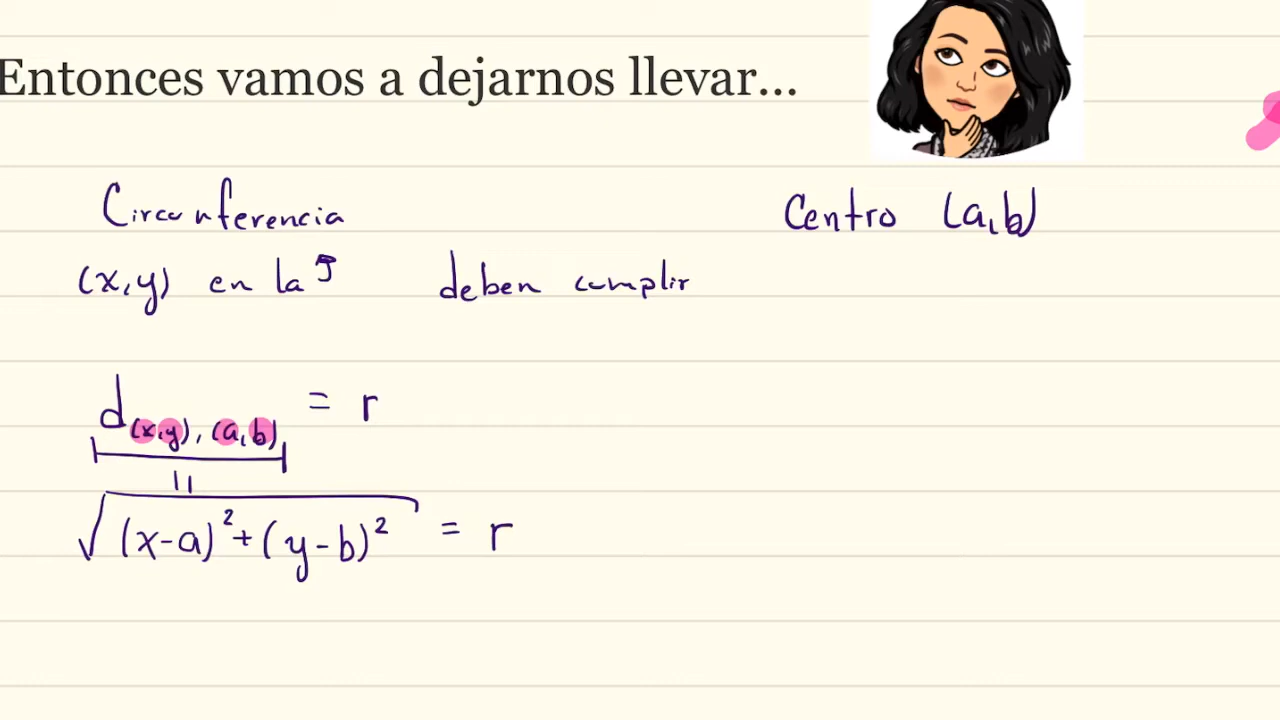 Entonces vamos a dejarnos llevar...
Circunferencia
Centro (a,b)
(x,y) en la ↰ deben cumplir
d(x,y),(a,b) = r
√(x-a)²+(y-b)² = r